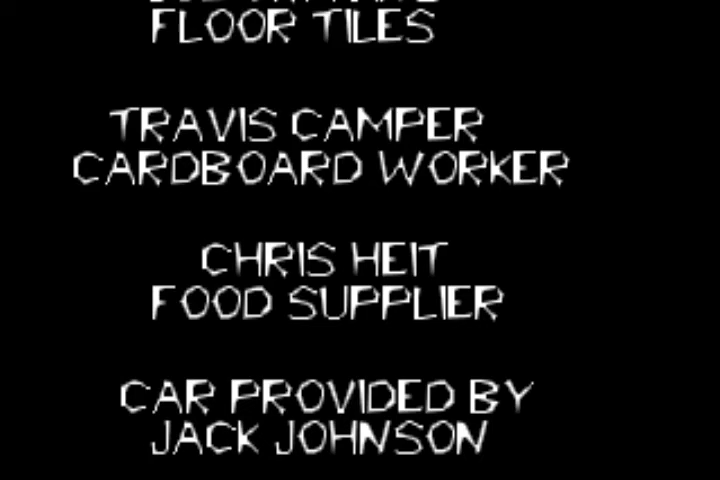 FLOOR TILES
TRAVIS CAMPER
CARDBOARD WORKER
CHRIS HEIT
FOOD SUPPLIER
CAR PROVIDED BY
JACK JOHNSON